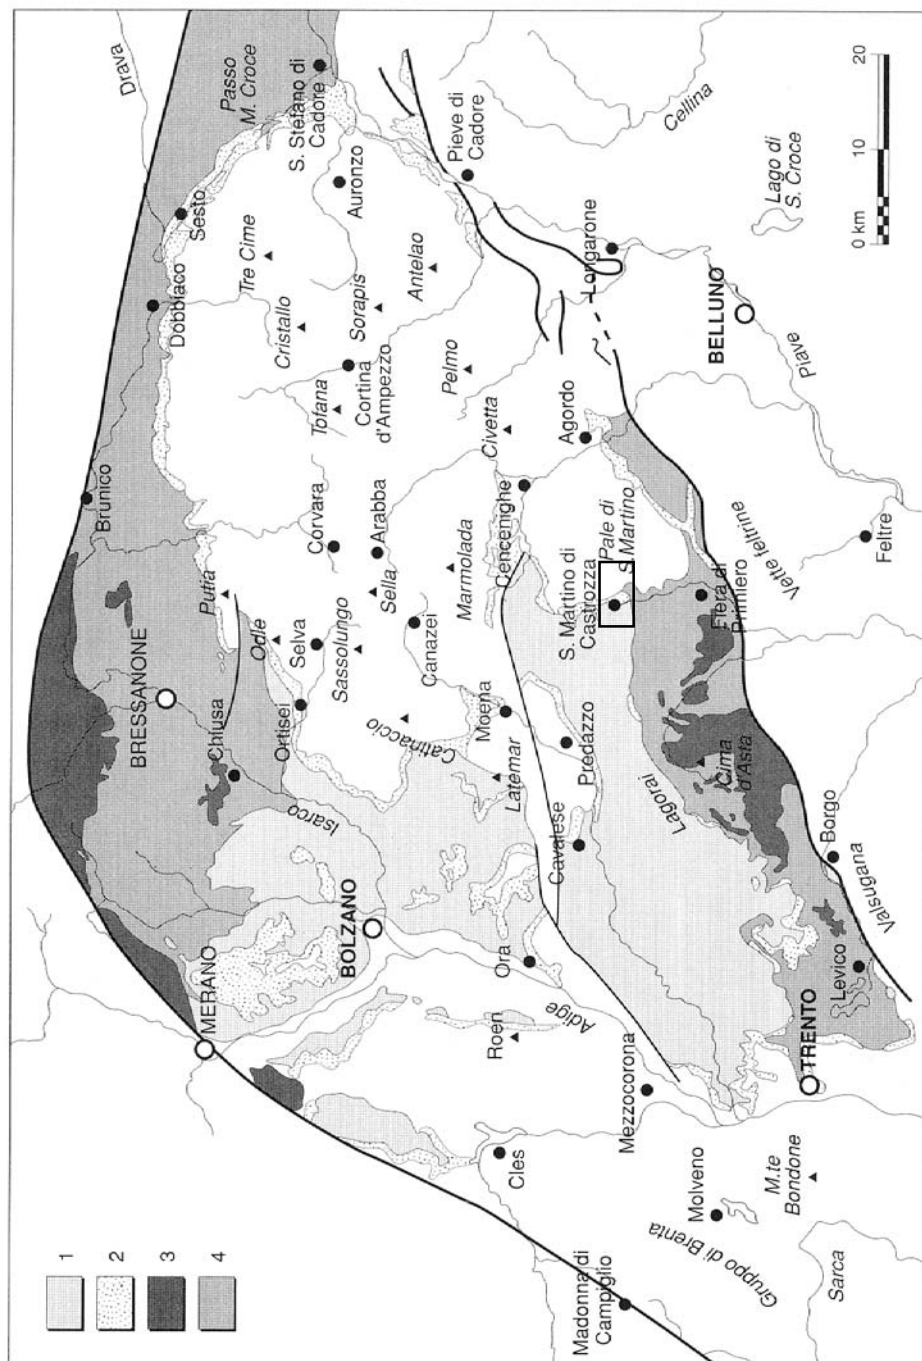 1
2
3
4
Drava
Passo
M. Croce
S. Stefano di
Cadore
Sesto
Dobbiaco
Auronzo
Tre Cime
Cristallo
Pieve di
Cadore
Cellina
Sorapis
Antelao
Brunico
Tofana
Cortina
d'Ampezzo
Pelmo
Longarone
Lago di
S. Croce
Corvara
Arabba
Civetta
Agordo
BELLUNO
Piave
Putia
Odle
Selva
Sassolungo
Sella
Marmolada
Cencenighe
Canazei
S. Martino di
Castrozza
Pale di
S. Martino
BRESSANONE
Chiusa
Ortisei
Catinaccio
Moena
Predazzo
Fiera di
Primiero
Vette feltrine
Feltre
Isarco
Latemar
Cavalese
Lagorai
Cima
d'Asta
MERANO
BOLZANO
Ora
Borgo
Valsugana
Roen
Adige
Levico
TRENTO
Cles
Mezzocorona
Molveno
M.te
Bondone
Madonna di
Campiglio
Gruppo di Brenta
Sarca
0 km
10
20